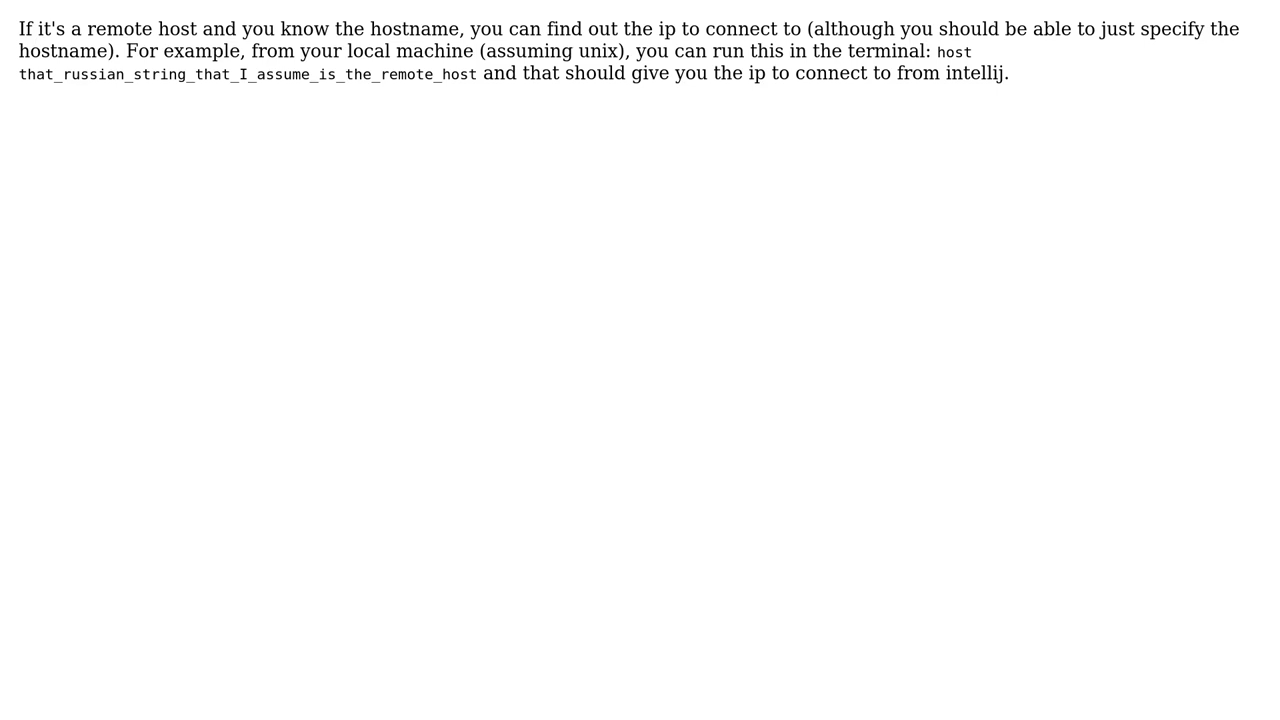 If it's a remote host and you know the hostname, you can find out the ip to connect to (although you should be able to just specify the
hostname). For example, from your local machine (assuming unix), you can run this in the terminal: host
that_russian_string_that_I_assume_is_the_remote_host and that should give you the ip to connect to from intellij.